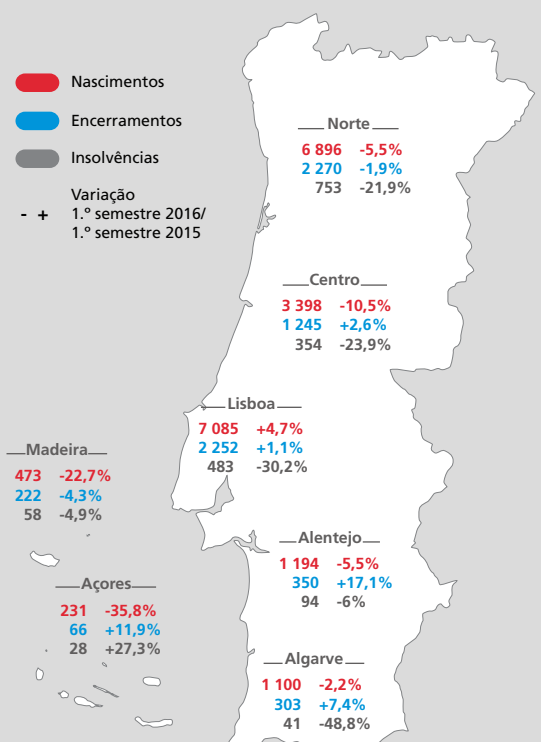 Nascimentos
Encerramentos
Insolvências
Variação
- + 1.º semestre 2016/
1.º semestre 2015
Norte
6 896 -5,5%
2 270 -1,9%
753 -21,9%
Centro
3 398 -10,5%
1 245 +2,6%
354 -23,9%
Lisboa
7 085 +4,7%
2 252 +1,1%
483 -30,2%
Madeira
473 -22,7%
222 -4,3%
58 -4,9%
Alentejo
1 194 -5,5%
350 +17,1%
94 -6%
Açores
231 -35,8%
66 +11,9%
28 +27,3%
Algarve
1 100 -2,2%
303 +7,4%
41 -48,8%